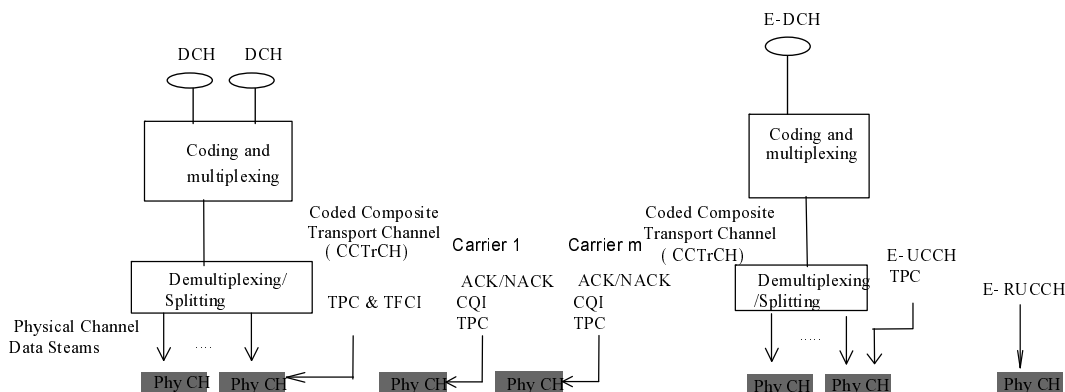 DCH
DCH
Coding and
multiplexing
Coded Composite
Transport Channel
( CCTrCH)
Demultiplexing/
Splitting
TPC & TFCI
Physical Channel
Data Steams
....
Phy CH
Phy CH
Carrier 1
ACK/NACK
CQI
TPC
Phy CH
Carrier m
ACK/NACK
CQI
TPC
Phy CH
E-DCH
Coding and
multiplexing
Coded Composite
Transport Channel
( CCTrCH)
Demultiplexing
/Splitting
E-UCCH
TPC
.....
Phy CH
Phy CH
E- RUCCH
Phy CH